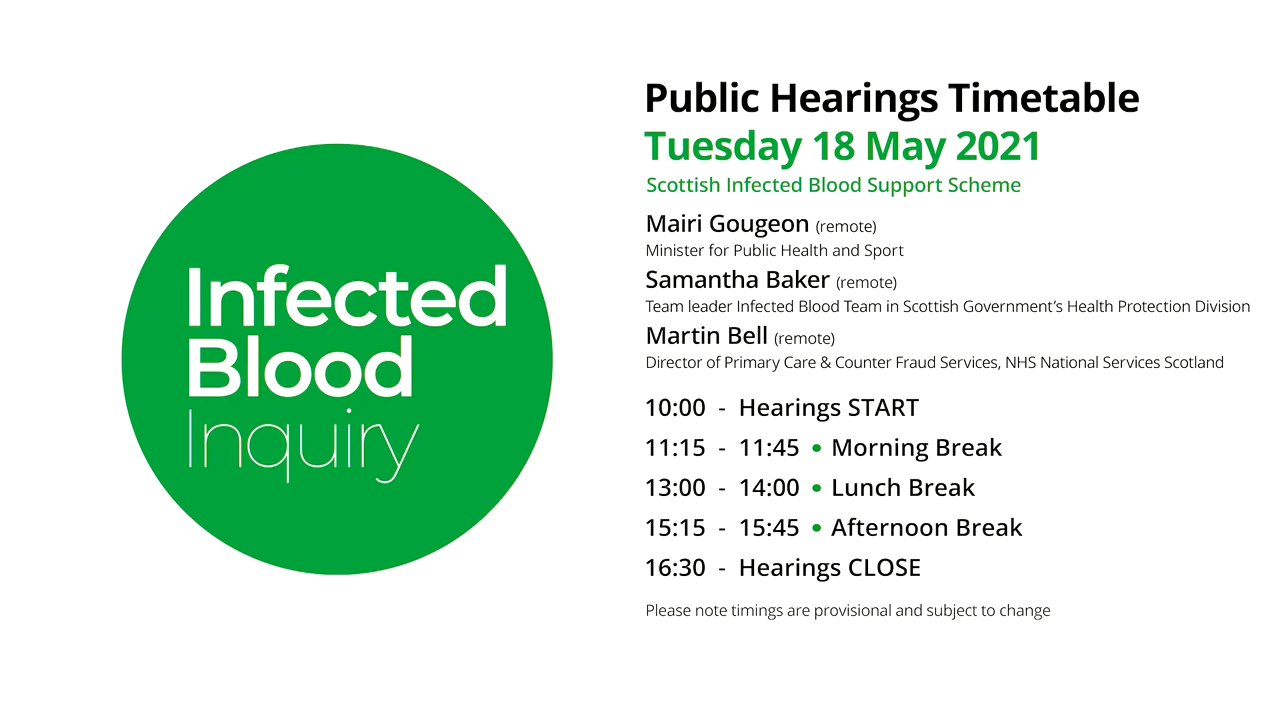 Infected
Blood
Inquiry
Public Hearings Timetable
Tuesday 18 May 2021
Scottish Infected Blood Support Scheme
Mairi Gougeon (remote)
Minister for Public Health and Sport
Samantha Baker (remote)
Team leader Infected Blood Team in Scottish Government’s Health Protection Division
Martin Bell (remote)
Director of Primary Care & Counter Fraud Services, NHS National Services Scotland
10:00 - Hearings START
11:15 - 11:45 • Morning Break
13:00 - 14:00 • Lunch Break
15:15 - 15:45 • Afternoon Break
16:30 - Hearings CLOSE
Please note timings are provisional and subject to change